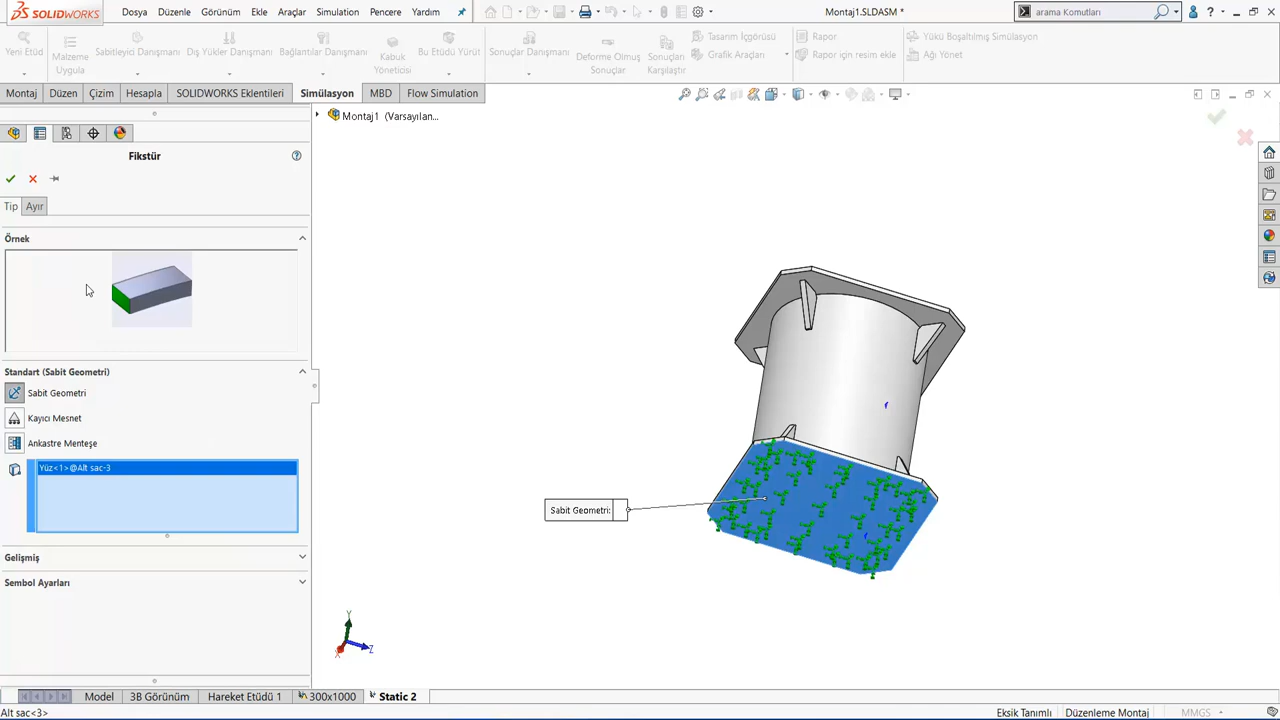 SOLIDWORKS
Dosya Düzenle Görünüm Ekle Araçlar Simulation Pencere Yardım
Montaj1.SLDASM *
arama Komutları
Yeni Etüd
Malzeme Uygula
Sabitleyici Danışmanı
Dış Yükler Danışmanı
Bağlantılar Danışmanı
Kabuk Yöneticisi
Bu Etüdü Yürüt
Sonuçlar Danışmanı
Deforme Olmuş Sonuçlar
Sonuçları Karşılaştır
Tasarım İçgörüsü
Grafik Araçları
Rapor
Rapor için resim ekle
Yükü Boşaltılmış Simülasyon
Ağı Yönet
Montaj Düzen Çizim Hesapla SOLIDWORKS Eklentileri Simülasyon MBD Flow Simulation
Montaj1 (Varsayılan...
Fikstür
Tip Ayır
Örnek
Standart (Sabit Geometri)
Sabit Geometri
Kayıcı Mesnet
Ankastre Menteşe
Yüz<1>@Alt sac-3
Gelişmiş
Sembol Ayarları
Sabit Geometri:
Y
X
Z
Model 3B Görünüm Hareket Etüdü 1 300x1000 Static 2
Alt sac<3>
Eksik Tanımlı Düzenleme Montaj MMGS